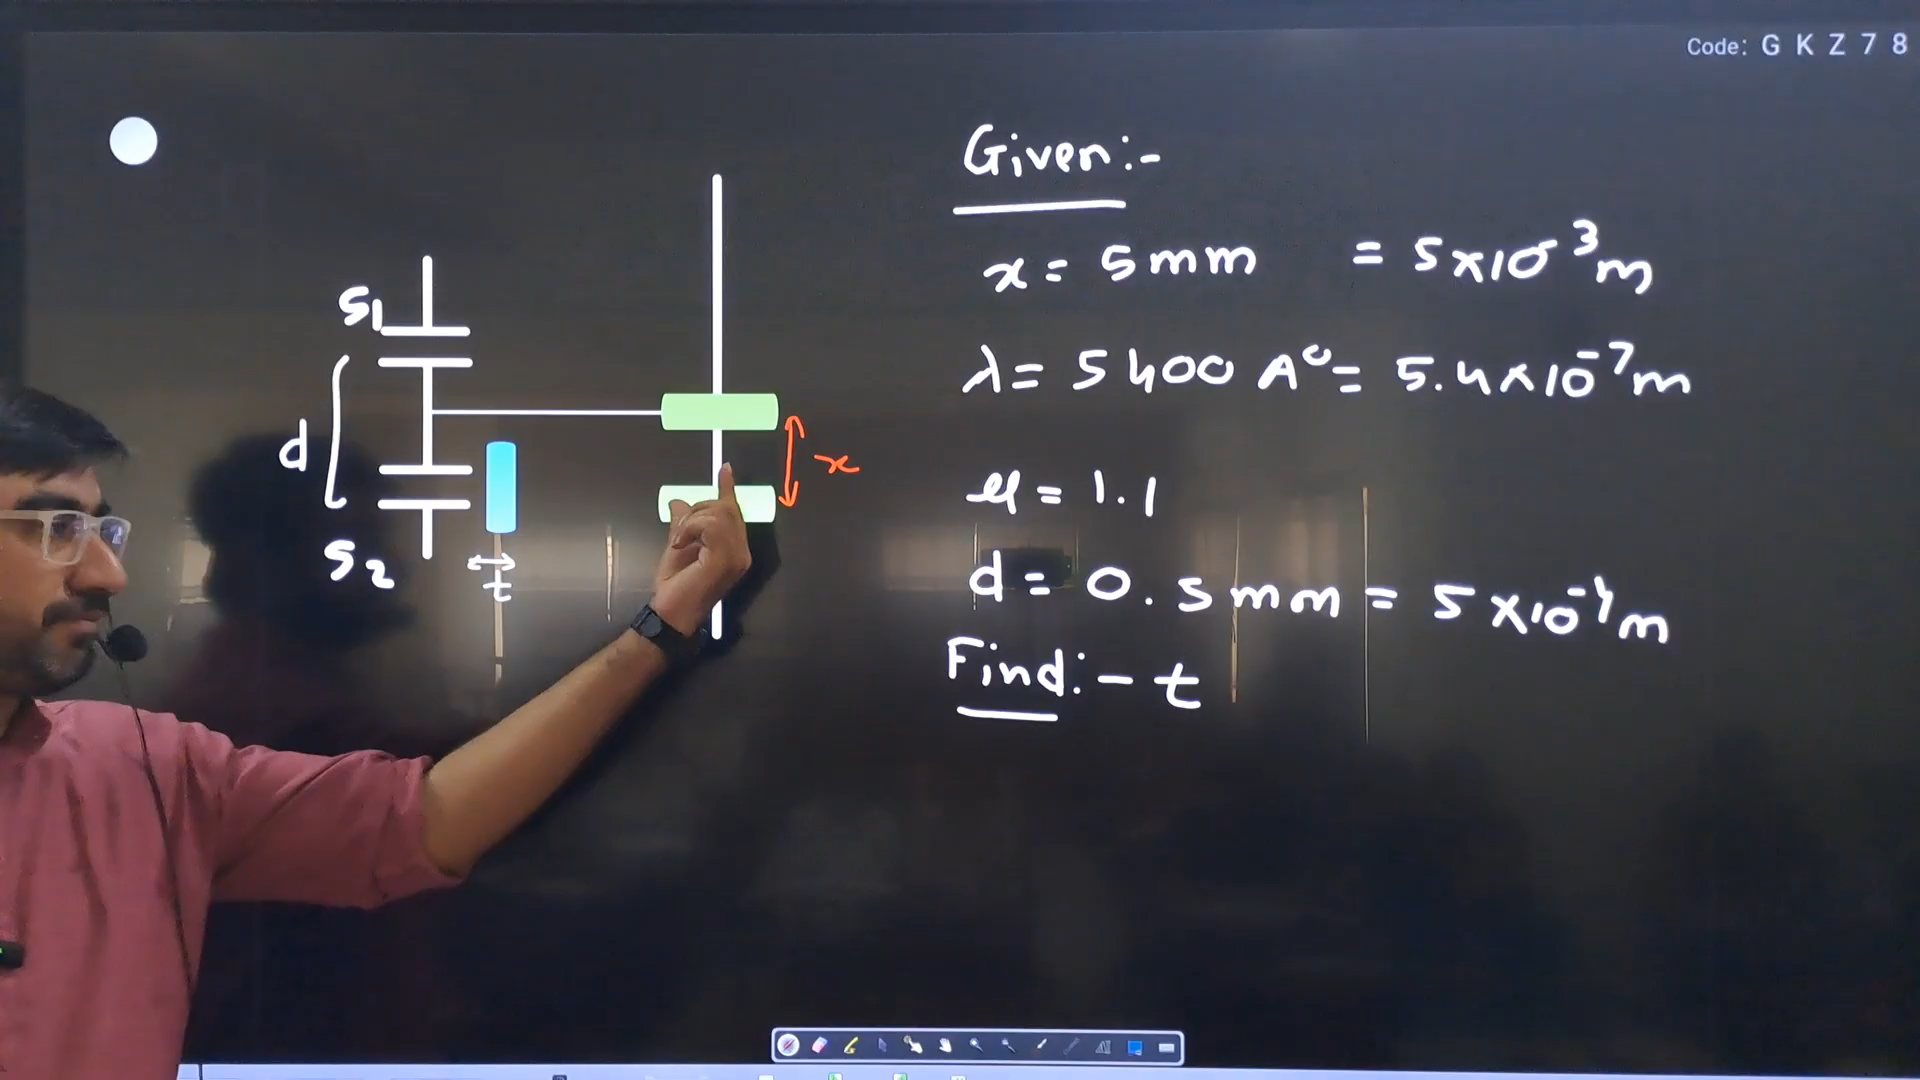 Code: G K Z 7 8
Given:-
x = 5mm = 5×10⁻³m
λ = 5400 A⁰ = 5.4×10⁻⁷m
μ = 1.1
d = 0.5mm = 5×10⁻⁴m
Find:- t
S1
d
S2
t
x